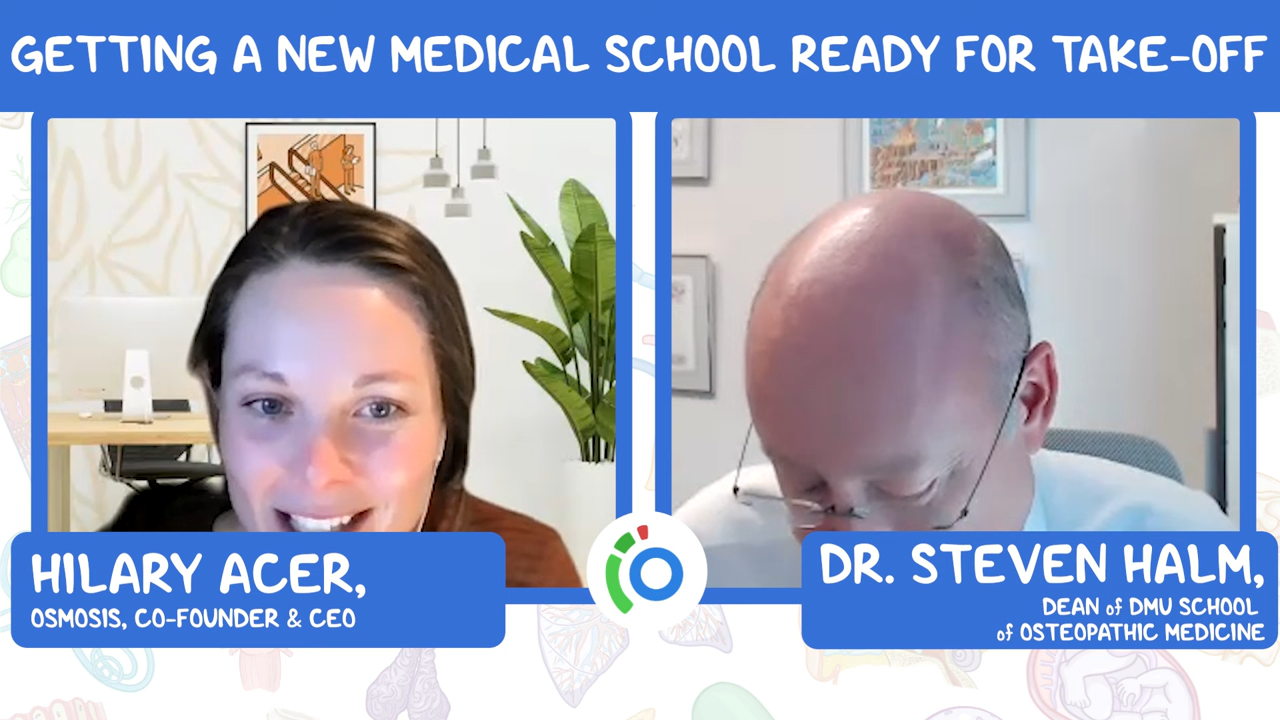 GETTING A NEW MEDICAL SCHOOL READY FOR TAKE-OFF
HILARY ACER,
OSMOSIS, CO-FOUNDER & CEO
DR. STEVEN HALM,
DEAN of DMU SCHOOL
of OSTEOPATHIC MEDICINE